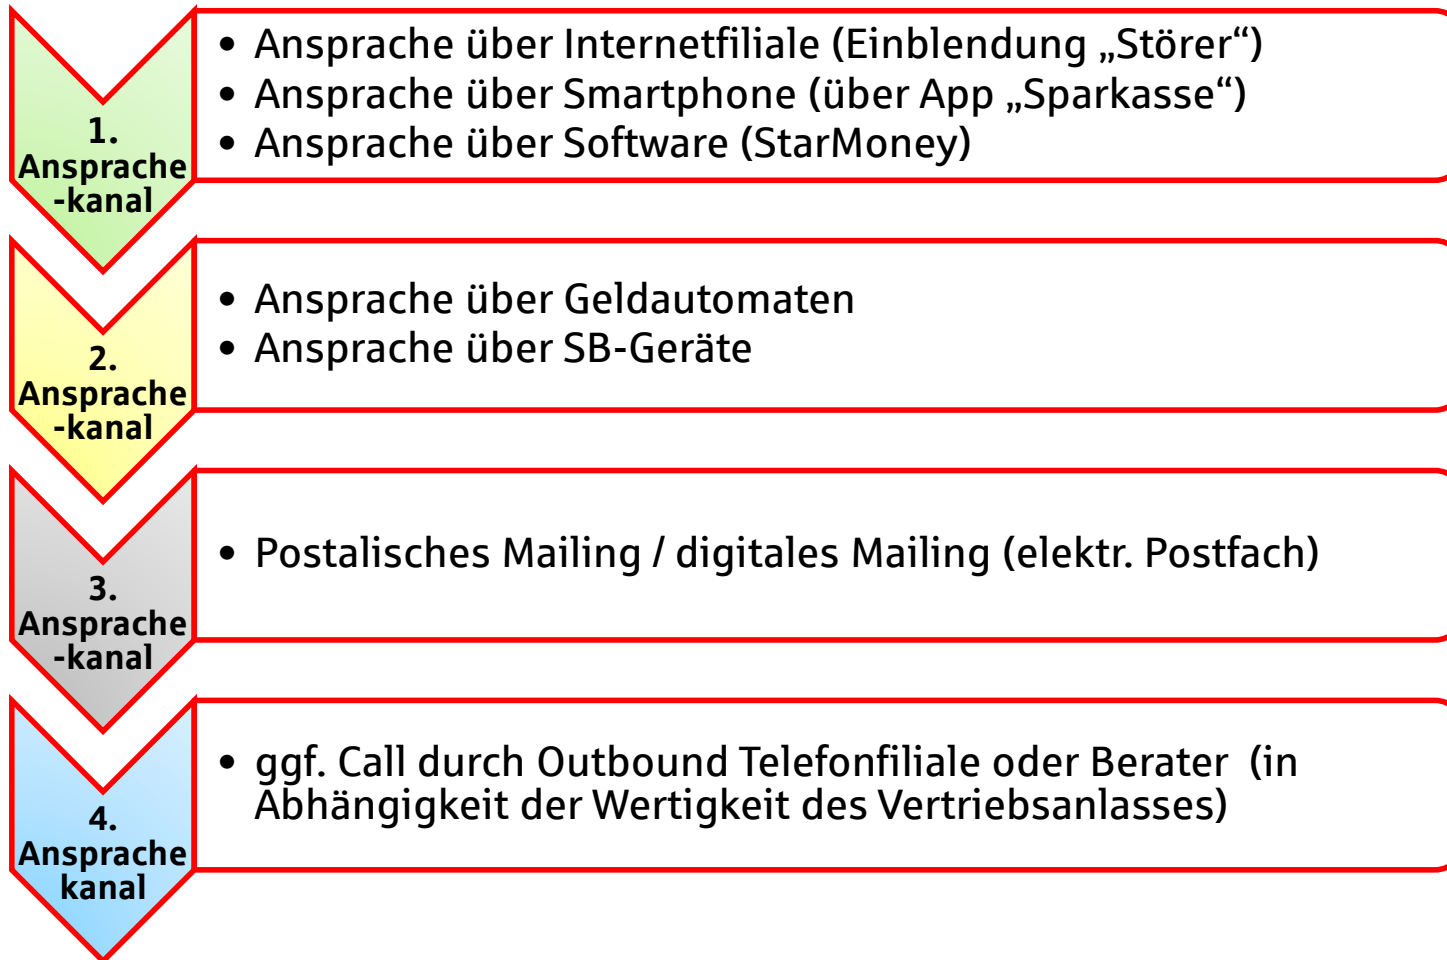 1.
Ansprache
-kanal
• Ansprache über Internetfiliale (Einblendung „Störer“)
• Ansprache über Smartphone (über App „Sparkasse“)
• Ansprache über Software (StarMoney)
2.
Ansprache
-kanal
• Ansprache über Geldautomaten
• Ansprache über SB-Geräte
3.
Ansprache
-kanal
• Postalisches Mailing / digitales Mailing (elektr. Postfach)
4.
Ansprache
kanal
• ggf. Call durch Outbound Telefonfiliale oder Berater (in
Abhängigkeit der Wertigkeit des Vertriebsanlasses)